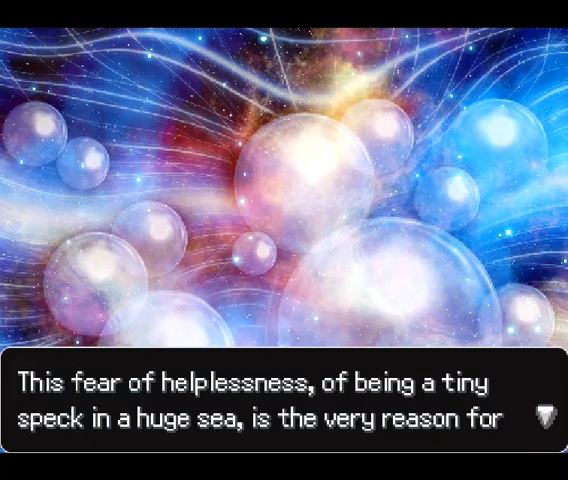 This fear of helplessness, of being a tiny
speck in a huge sea, is the very reason for